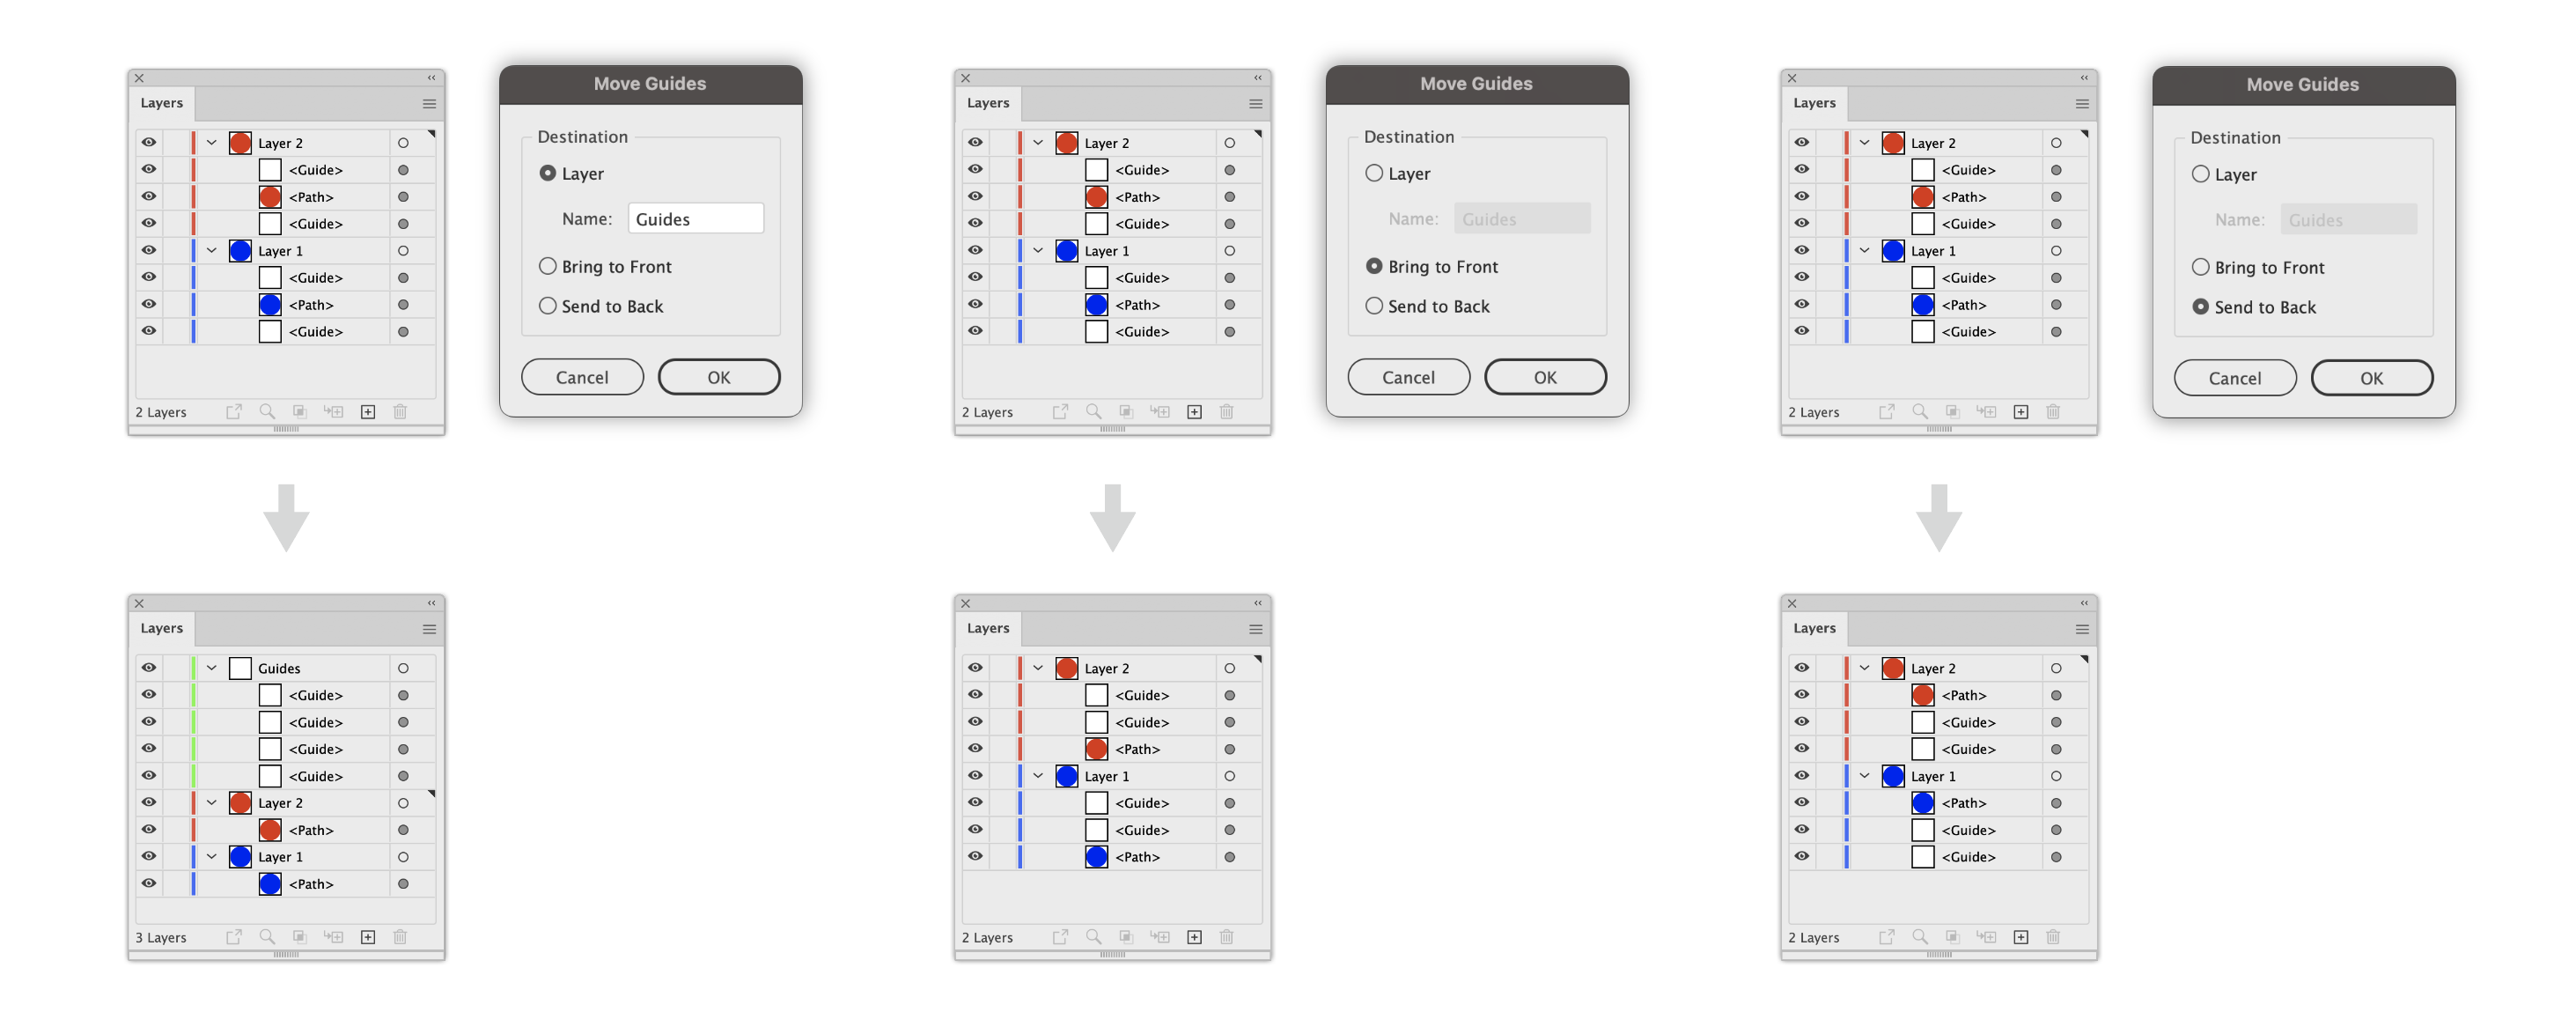 Layers
Layer 2
<Guide>
<Path>
<Guide>
Layer 1
<Guide>
<Path>
<Guide>
2 Layers
Move Guides
Destination
Layer
Name: Guides
Bring to Front
Send to Back
Cancel OK
Layers
Layer 2
<Guide>
<Path>
<Guide>
Layer 1
<Guide>
<Path>
<Guide>
2 Layers
Move Guides
Destination
Layer
Name: Guides
Bring to Front
Send to Back
Cancel OK
Layers
Layer 2
<Guide>
<Path>
<Guide>
Layer 1
<Guide>
<Path>
<Guide>
2 Layers
Move Guides
Destination
Layer
Name: Guides
Bring to Front
Send to Back
Cancel OK
Layers
Guides
<Guide>
<Guide>
<Guide>
<Guide>
Layer 2
<Path>
Layer 1
<Path>
3 Layers
Layers
Layer 2
<Guide>
<Guide>
<Path>
Layer 1
<Guide>
<Guide>
<Path>
2 Layers
Layers
Layer 2
<Path>
<Guide>
<Guide>
Layer 1
<Path>
<Guide>
<Guide>
2 Layers